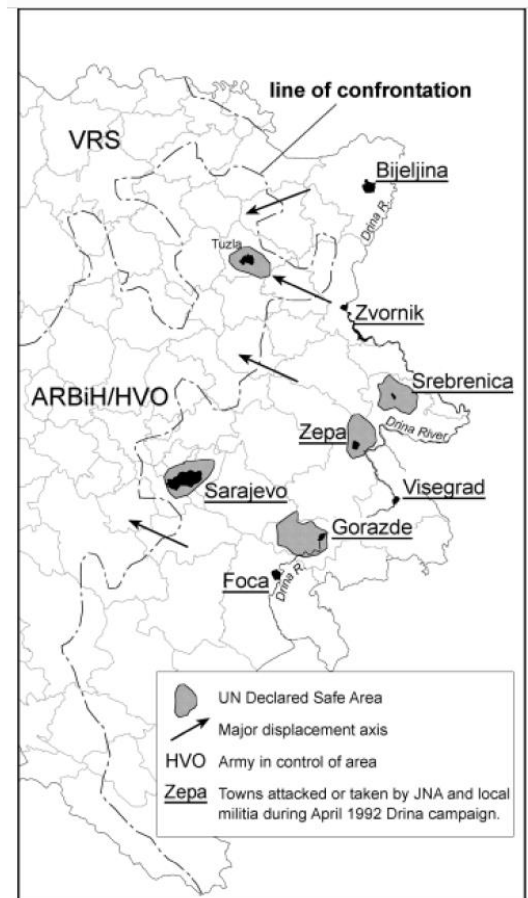 line of confrontation
VRS
Bijeljina
Drina R.
Tuzla
Zvornik
ARBiH/HVO
Srebrenica
Zepa
Drina River
Sarajevo
Visegrad
Gorazde
Foca
Drina R.
UN Declared Safe Area
Major displacement axis
HVO Army in control of area
Zepa Towns attacked or taken by JNA and local
militia during April 1992 Drina campaign.